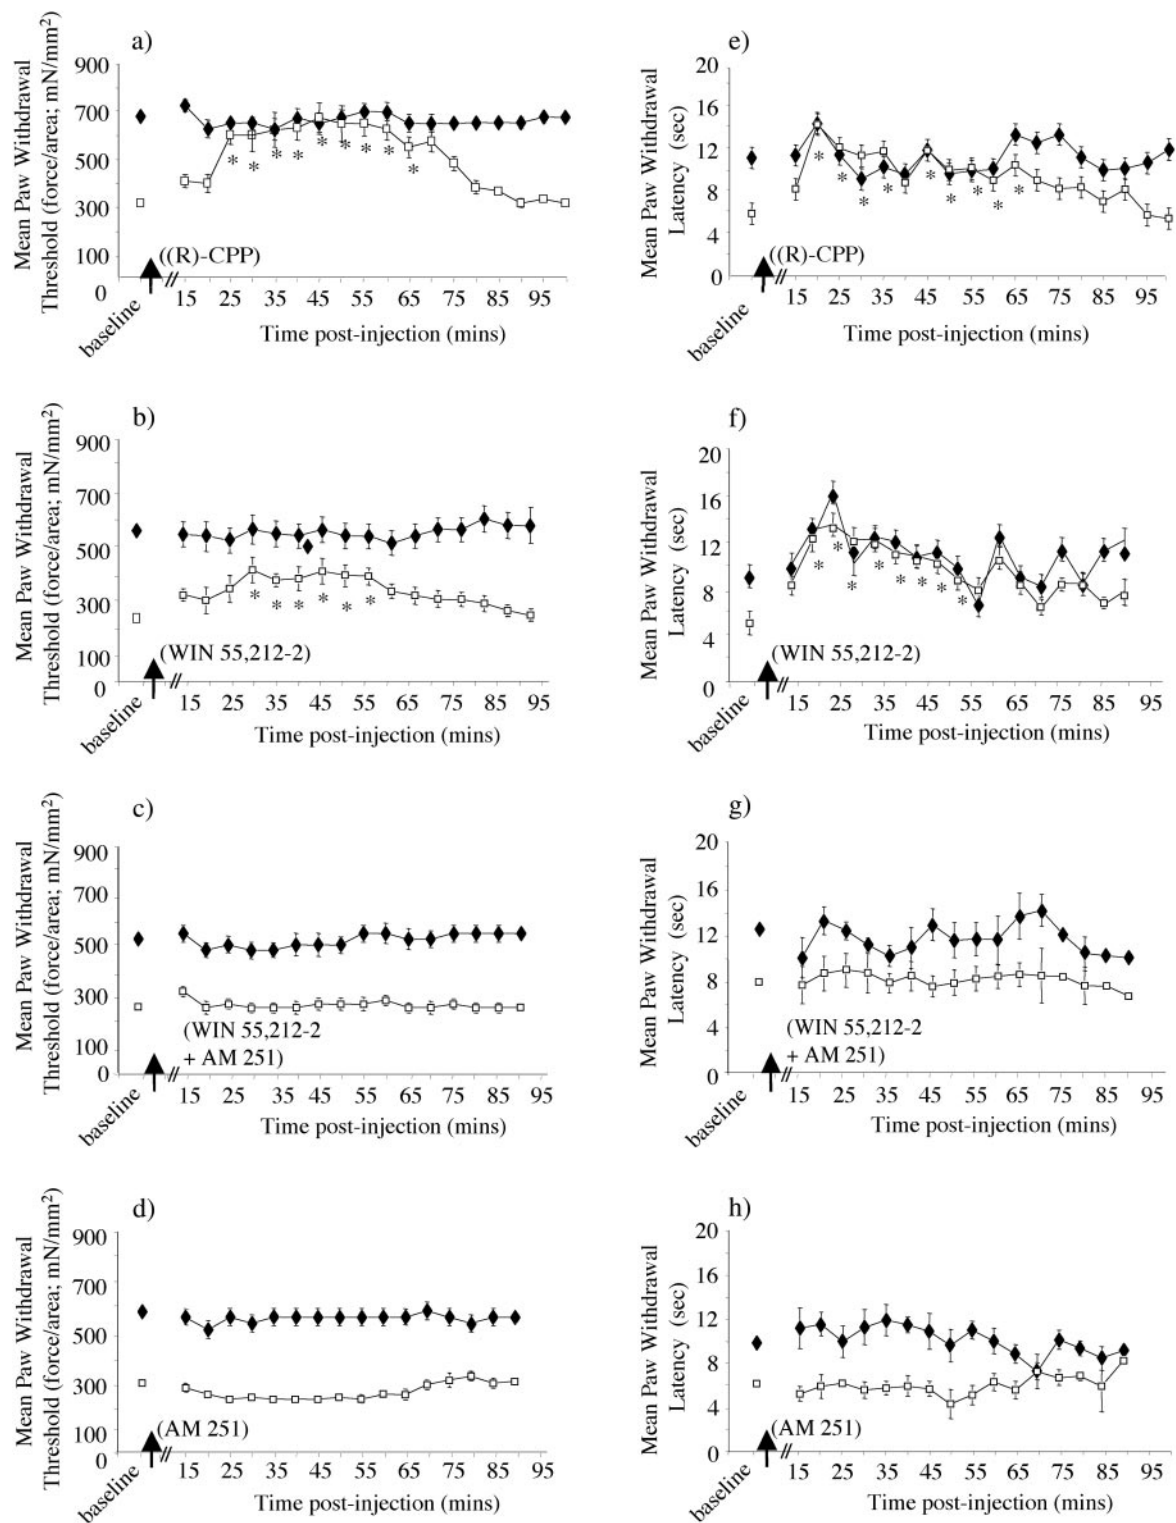 a)
Mean Paw Withdrawal
Threshold (force/area; mN/mm²)
900
700
500
300
100
0
* * * * * * * * *
((R)-CPP)
baseline
15 25 35 45 55 65 75 85 95
Time post-injection (mins)
e)
Mean Paw Withdrawal
Latency (sec)
20
16
12
8
4
0
* * * * * * * * *
((R)-CPP)
baseline
15 25 35 45 55 65 75 85 95
Time post-injection (mins)
b)
Mean Paw Withdrawal
Threshold (force/area; mN/mm²)
900
700
500
300
100
0
* * * * * *
(WIN 55,212-2)
baseline
15 25 35 45 55 65 75 85 95
Time post-injection (mins)
f)
Mean Paw Withdrawal
Latency (sec)
20
16
12
8
4
0
* * * * * * * *
(WIN 55,212-2)
baseline
15 25 35 45 55 65 75 85 95
Time post-injection (mins)
c)
Mean Paw Withdrawal
Threshold (force/area; mN/mm²)
900
700
500
300
100
0
(WIN 55,212-2
+ AM 251)
baseline
15 25 35 45 55 65 75 85 95
Time post-injection (mins)
g)
Mean Paw Withdrawal
Latency (sec)
20
16
12
8
4
0
(WIN 55,212-2
+ AM 251)
baseline
15 25 35 45 55 65 75 85 95
Time post-injection (mins)
d)
Mean Paw Withdrawal
Threshold (force/area; mN/mm²)
900
700
500
300
100
0
(AM 251)
baseline
15 25 35 45 55 65 75 85 95
Time post-injection (mins)
h)
Mean Paw Withdrawal
Latency (sec)
20
16
12
8
4
0
(AM 251)
baseline
15 25 35 45 55 65 75 85 95
Time post-injection (mins)